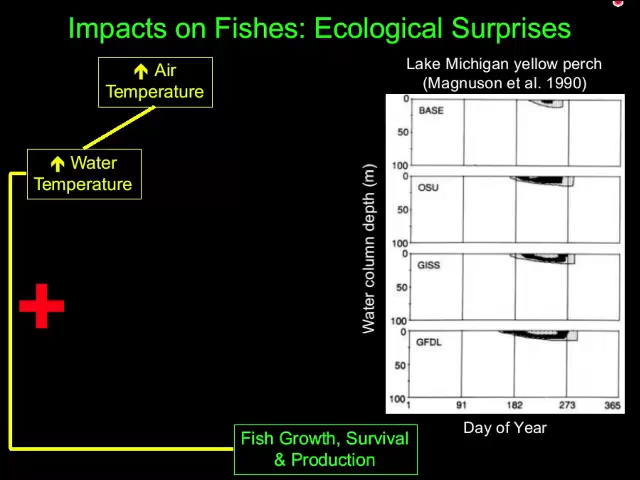 Impacts on Fishes: Ecological Surprises
Air
Temperature
Water
Temperature
Fish Growth, Survival
& Production
Lake Michigan yellow perch
(Magnuson et al. 1990)
Water column depth (m)
0
BASE
50
100
0
OSU
50
100
0
GISS
50
100
0
GFDL
50
100
1 91 182 273 365
Day of Year